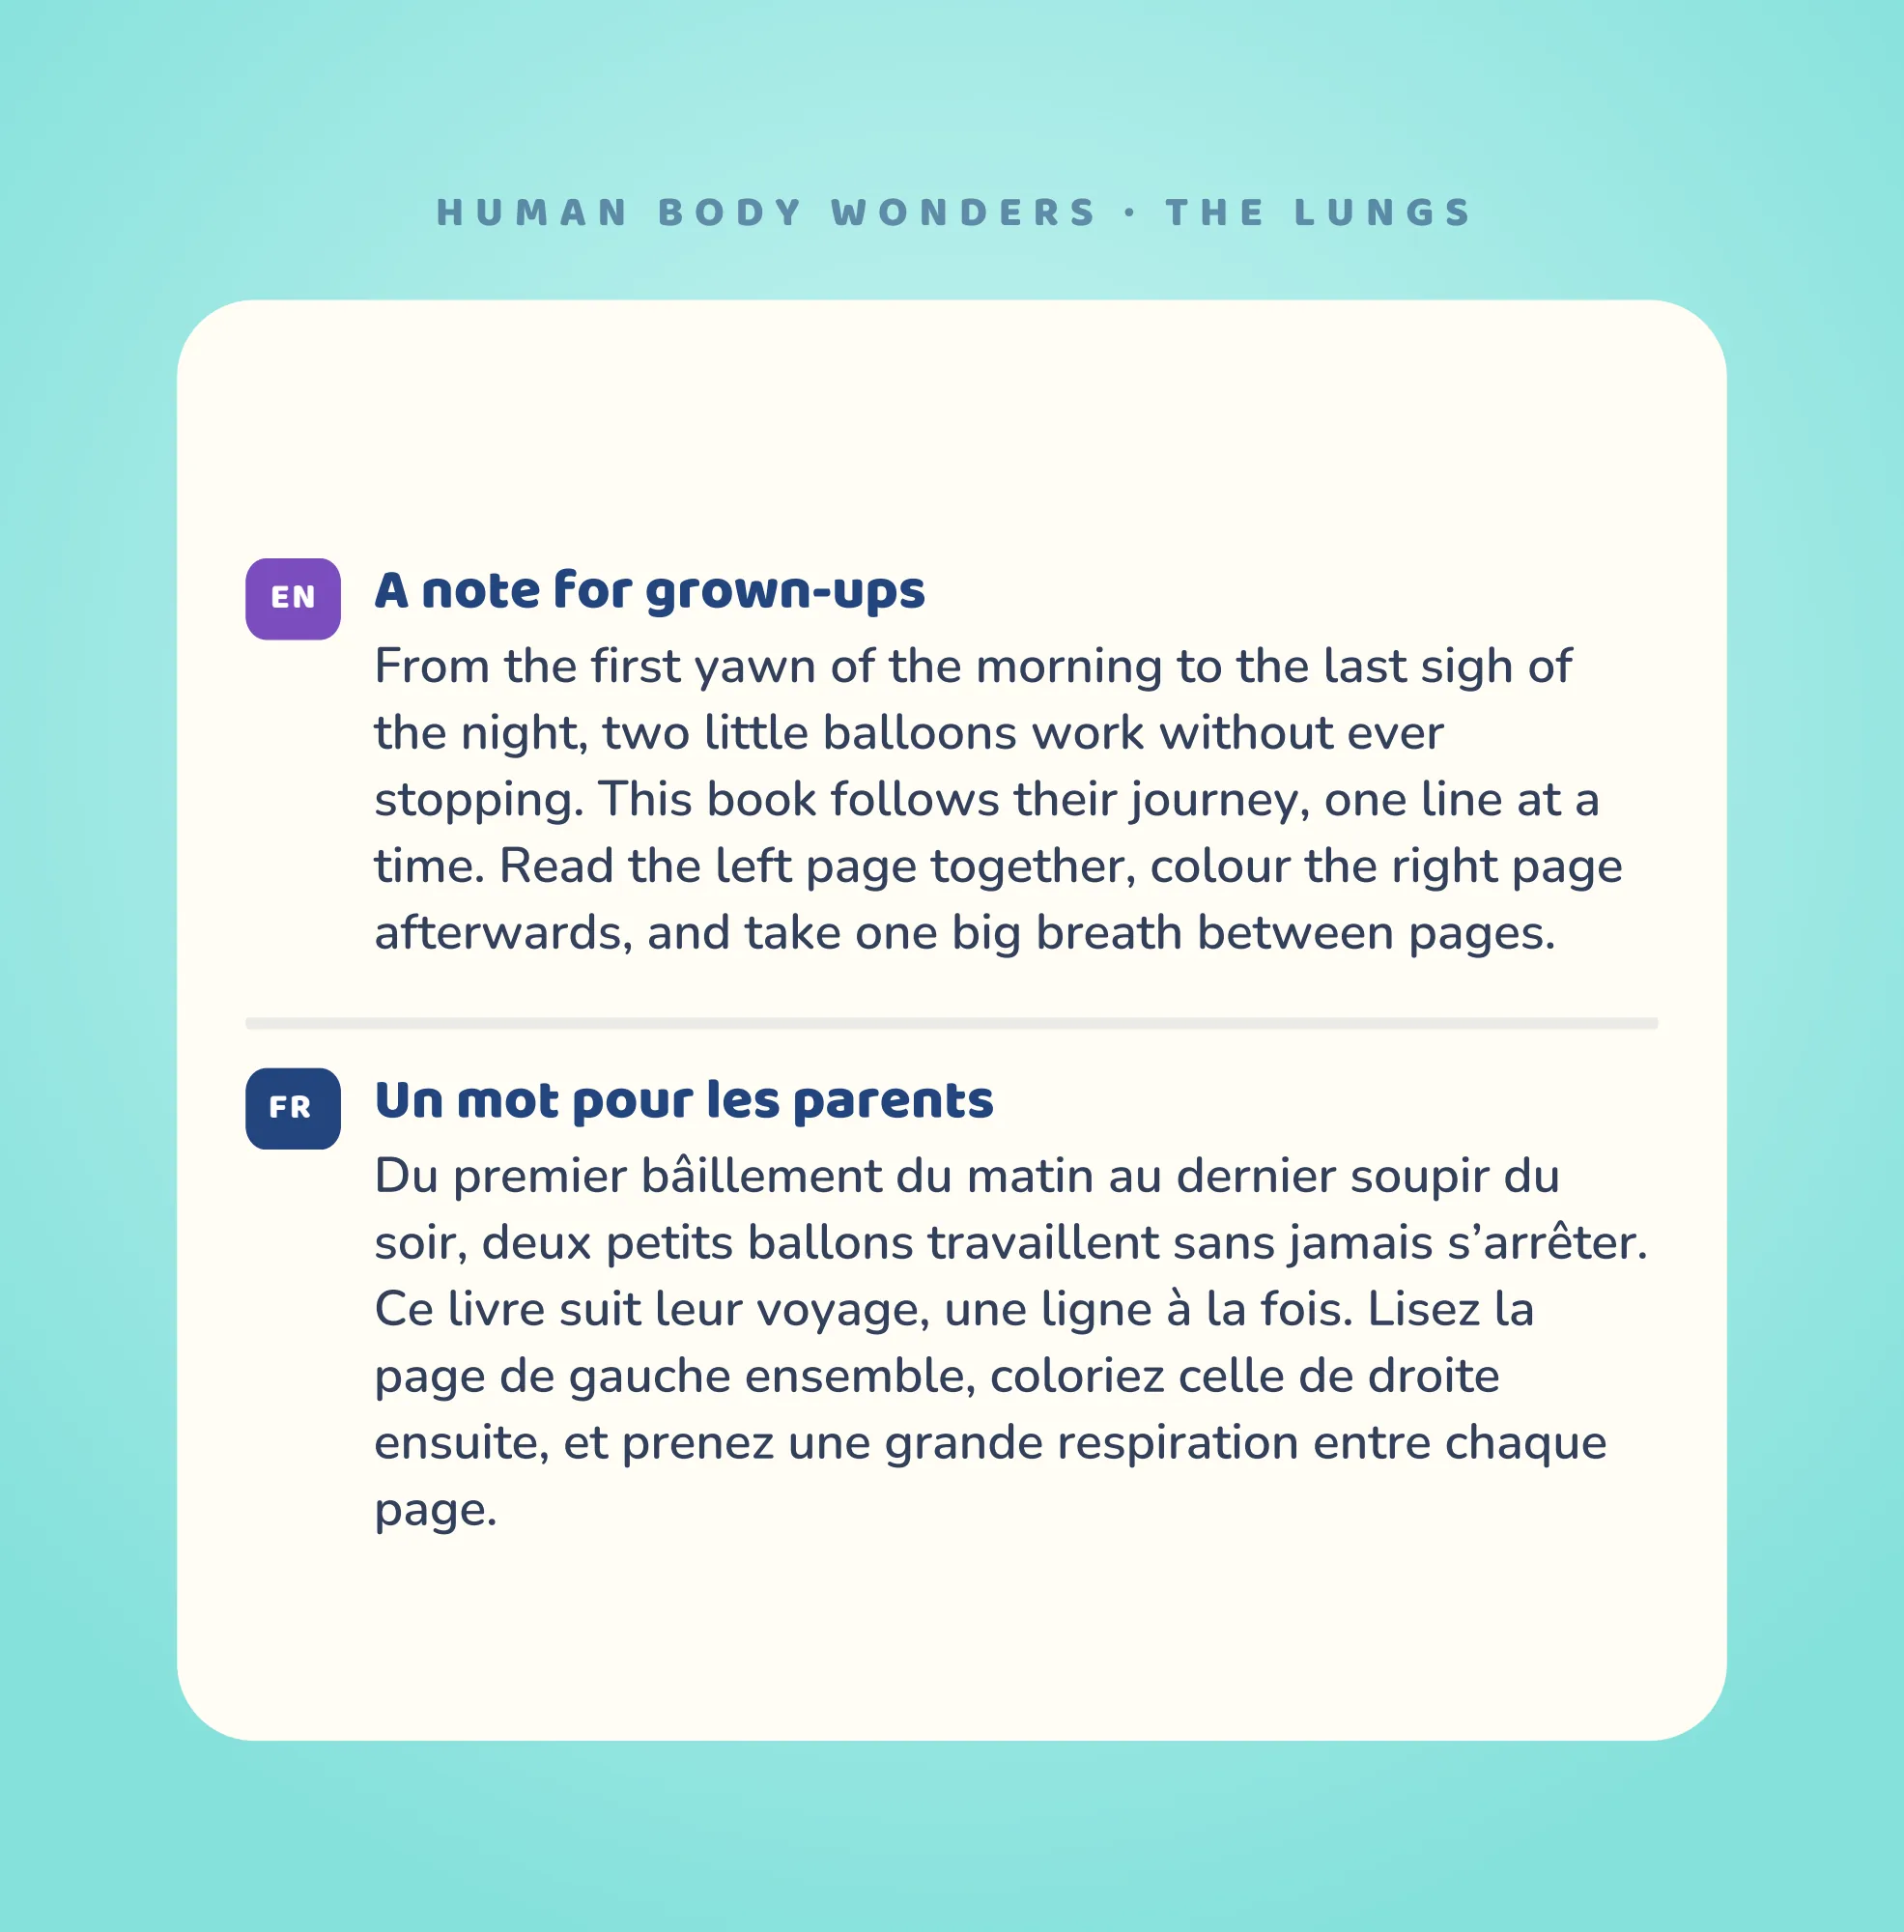 HUMAN BODY WONDERS · THE LUNGS
EN
A note for grown-ups
From the first yawn of the morning to the last sigh of
the night, two little balloons work without ever
stopping. This book follows their journey, one line at a
time. Read the left page together, colour the right page
afterwards, and take one big breath between pages.
FR
Un mot pour les parents
Du premier bâillement du matin au dernier soupir du
soir, deux petits ballons travaillent sans jamais s’arrêter.
Ce livre suit leur voyage, une ligne à la fois. Lisez la
page de gauche ensemble, coloriez celle de droite
ensuite, et prenez une grande respiration entre chaque
page.